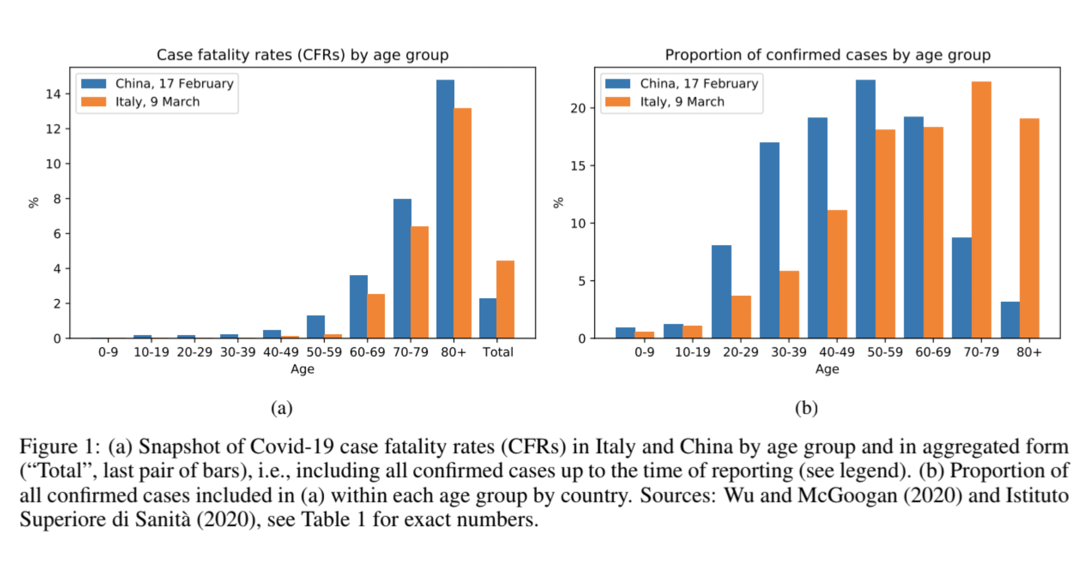 Case fatality rates (CFRs) by age group
China, 17 February
Italy, 9 March
14
12
10
8
6
4
2
0
%
0-9 10-19 20-29 30-39 40-49 50-59 60-69 70-79 80+ Total
Age
(a)
Proportion of confirmed cases by age group
China, 17 February
Italy, 9 March
20
15
10
5
0
%
0-9 10-19 20-29 30-39 40-49 50-59 60-69 70-79 80+
Age
(b)
Figure 1: (a) Snapshot of Covid-19 case fatality rates (CFRs) in Italy and China by age group and in aggregated form
(“Total”, last pair of bars), i.e., including all confirmed cases up to the time of reporting (see legend). (b) Proportion of
all confirmed cases included in (a) within each age group by country. Sources: Wu and McGoogan (2020) and Istituto
Superiore di Sanità (2020), see Table 1 for exact numbers.